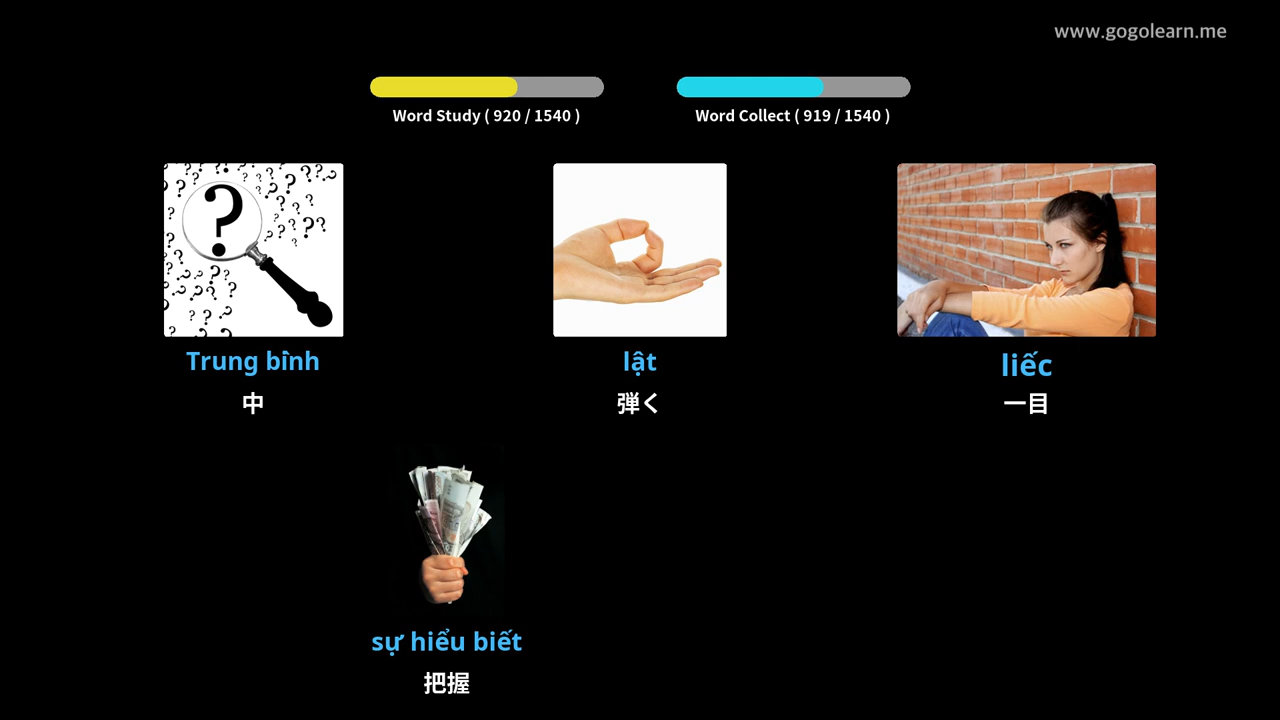 www.gogolearn.me
Word Study ( 920 / 1540 )
Word Collect ( 919 / 1540 )
Trung bình
中
lật
弾く
liếc
一目
sự hiểu biết
把握